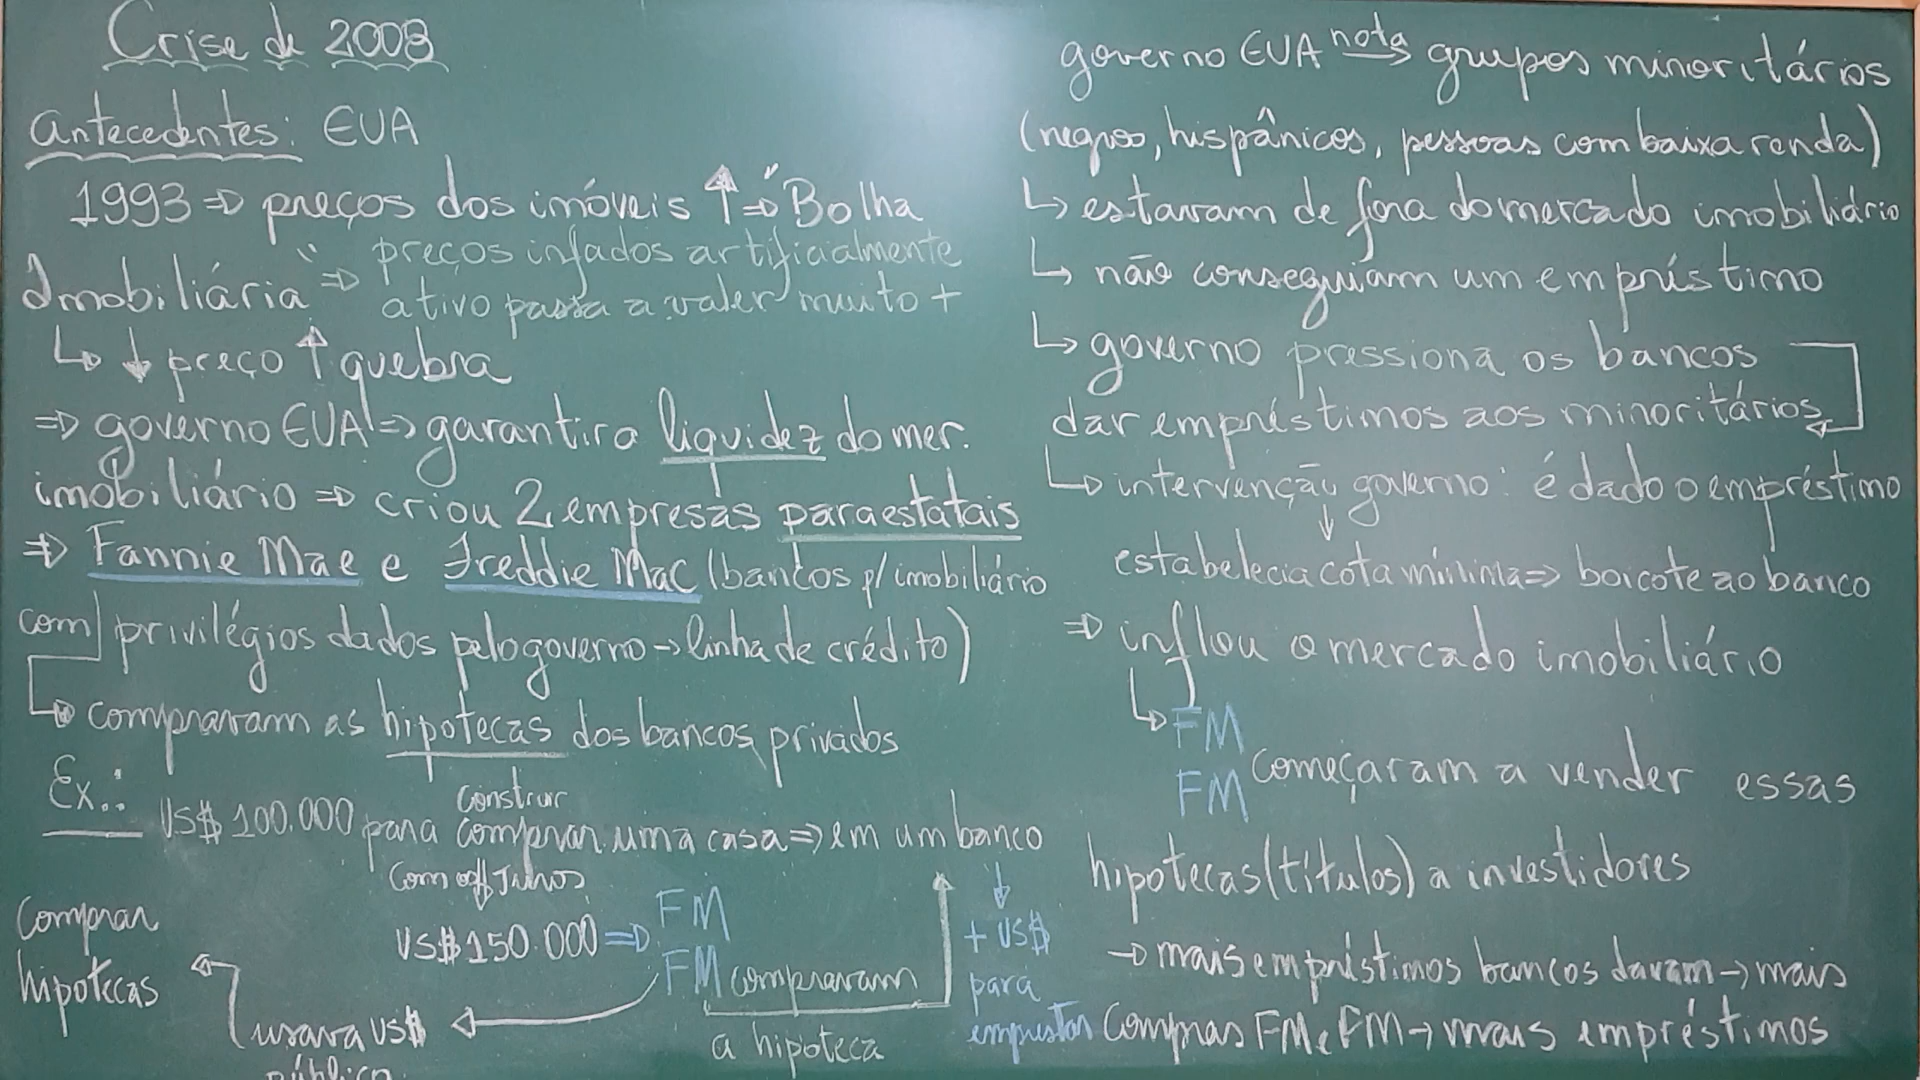 Crise de 2008
Antecedentes: EUA
1993 ⇒ preços dos imóveis ↑ ⇒ "Bolha
Imobiliária" ⇒ preços inflados artificialmente
ativo passa a valer muito +
↳ ↓ preço ↑ quebra
⇒ governo EUA ⇒ garantir a liquidez do mer.
imobiliário ⇒ criou 2 empresas paraestatais
⇒ Fannie Mae e Freddie Mac (bancos p/ imobiliário
com privilégios dados pelo governo → linha de crédito)
↳ compravam as hipotecas dos bancos privados
Ex.: US$ 100.000 para construir
comprar uma casa ⇒ em um banco
com os juros
US$ 150.000 ⇒ FM
FM compravam
a hipoteca
+ US$
para
emprestar
usava US$
público
comprar
hipotecas
governo EUA nota → grupos minoritários
(negros, hispânicos, pessoas com baixa renda)
↳ estavam de fora do mercado imobiliário
↳ não conseguiam um empréstimo
↳ governo pressiona os bancos
dar empréstimos aos minoritários
↳ intervenção governo: é dado o empréstimo
↓
estabelecia cota mínima ⇒ boicote ao banco
⇒ inflou o mercado imobiliário
↳ FM
FM começaram a vender essas
hipotecas (títulos) a investidores
→ mais empréstimos bancos davam → mais
compras FM e FM → mais empréstimos